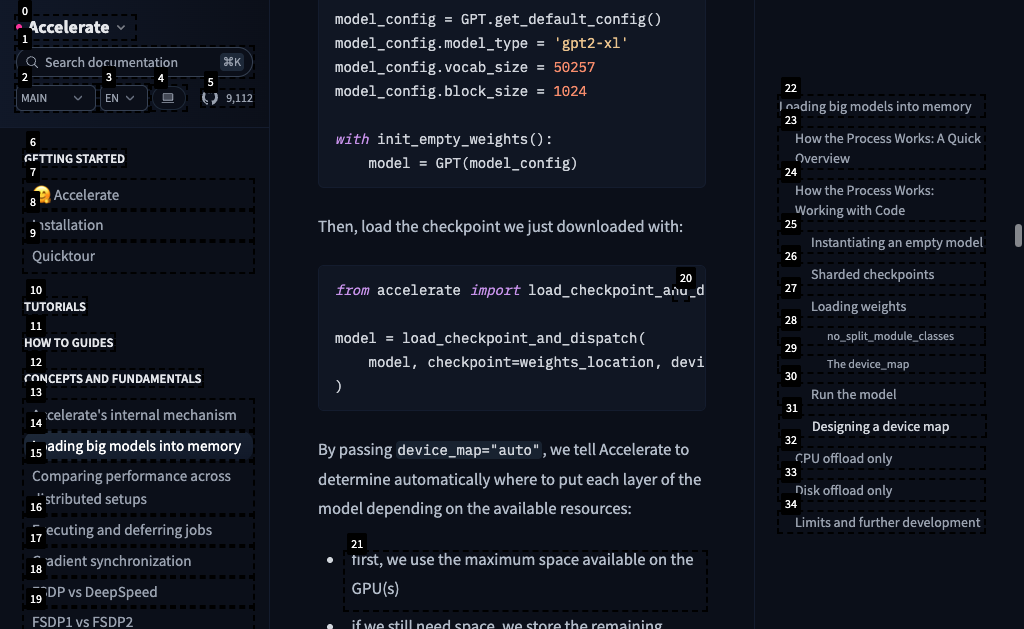 0
Accelerate
1
Search documentation ⌘K
2 3 4 5
MAIN EN 9,112
6
GETTING STARTED
7
🤗 Accelerate
8
Installation
9
Quicktour
10
TUTORIALS
11
HOW TO GUIDES
12
CONCEPTS AND FUNDAMENTALS
13
Accelerate's internal mechanism
14
Loading big models into memory
15
Comparing performance across
distributed setups
16
Executing and deferring jobs
17
Gradient synchronization
18
FSDP vs DeepSpeed
19
FSDP1 vs FSDP2
model_config = GPT.get_default_config()
model_config.model_type = 'gpt2-xl'
model_config.vocab_size = 50257
model_config.block_size = 1024
with init_empty_weights():
model = GPT(model_config)
Then, load the checkpoint we just downloaded with:
20
from accelerate import load_checkpoint_and_d
model = load_checkpoint_and_dispatch(
model, checkpoint=weights_location, devi
)
By passing device_map="auto", we tell Accelerate to
determine automatically where to put each layer of the
model depending on the available resources:
21
• first, we use the maximum space available on the
GPU(s)
• if we still need space, we store the remaining
22
Loading big models into memory
23
How the Process Works: A Quick
Overview
24
How the Process Works:
Working with Code
25
Instantiating an empty model
26
Sharded checkpoints
27
Loading weights
28
no_split_module_classes
29
The device_map
30
Run the model
31
Designing a device map
32
CPU offload only
33
Disk offload only
34
Limits and further development